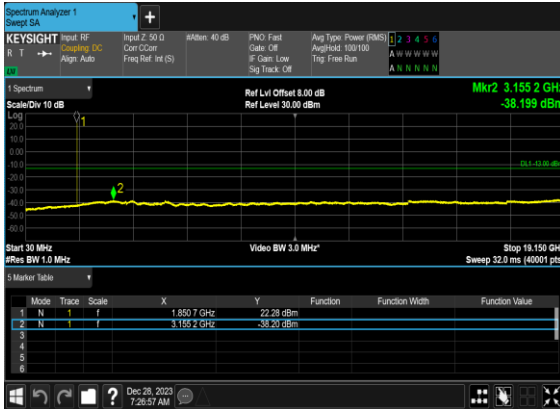 Spectrum Analyzer 1
Swept SA
+
KEYSIGHT Input: RF Input Z: 50 Ω #Atten: 40 dB PNO: Fast Avg Type: Power (RMS) 1 2 3 4 5 6
R T Coupling: DC Corr CCorr Gate: Off Avg|Hold: 100/100 A W W W W W
Align: Auto Freq Ref: Int (S) IF Gain: Low Trig: Free Run
Sig Track: Off A N N N N N
1 Spectrum
Mkr2 3.155 2 GHz
Ref Lvl Offset 8.00 dB
Scale/Div 10 dB Ref Level 30.00 dBm -38.199 dBm
Log
20.0
10.0
0.00
-10.0
-20.0
-30.0
-40.0
-50.0
-60.0
1
2
DL1 -13.00 dBm
Start 30 MHz Video BW 3.0 MHz* Stop 19.150 GH
#Res BW 1.0 MHz Sweep 32.0 ms (40001 pts
5 Marker Table
Mode Trace Scale X Y Function Function Width Function Value
1 N 1 f 1.850 7 GHz 22.28 dBm
2 N 1 f 3.155 2 GHz -38.20 dBm
3
4
5
6
?
Dec 28, 2023
7:26:57 AM